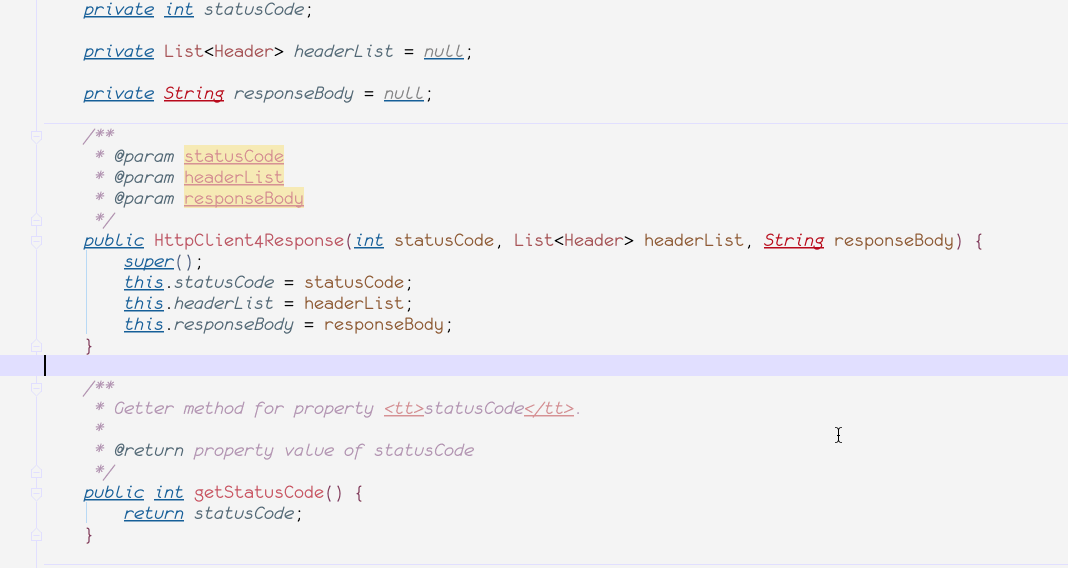 private int statusCode;
private List<Header> headerList = null;
private String responseBody = null;
/**
* @param statusCode
* @param headerList
* @param responseBody
*/
public HttpClient4Response(int statusCode, List<Header> headerList, String responseBody) {
super();
this.statusCode = statusCode;
this.headerList = headerList;
this.responseBody = responseBody;
}
/**
* Getter method for property <tt>statusCode</tt>.
*
* @return property value of statusCode
*/
public int getStatusCode() {
return statusCode;
}